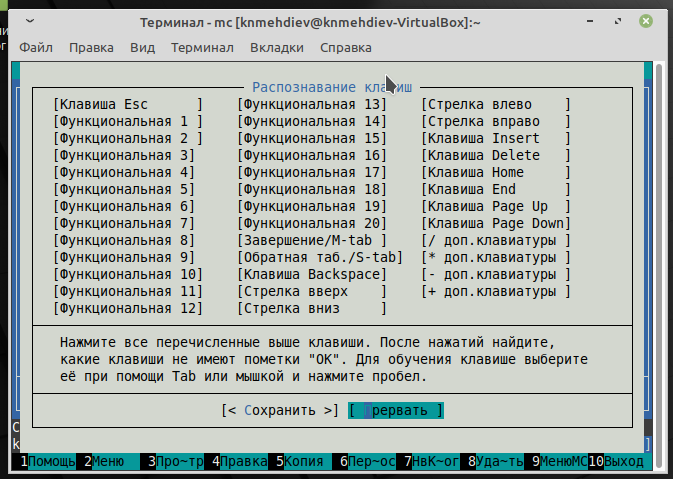 Терминал - mc [knmehdiev@knmehdiev-VirtualBox]:~
Файл Правка Вид Терминал Вкладки Справка
Распознавание клавиш
[Клавиша Esc ] [Функциональная 13] [Стрелка влево ]
[Функциональная 1 ] [Функциональная 14] [Стрелка вправо ]
[Функциональная 2 ] [Функциональная 15] [Клавиша Insert ]
[Функциональная 3] [Функциональная 16] [Клавиша Delete ]
[Функциональная 4] [Функциональная 17] [Клавиша Home ]
[Функциональная 5] [Функциональная 18] [Клавиша End ]
[Функциональная 6] [Функциональная 19] [Клавиша Page Up ]
[Функциональная 7] [Функциональная 20] [Клавиша Page Down]
[Функциональная 8] [Завершение/M-tab ] [/ доп.клавиатуры ]
[Функциональная 9] [Обратная таб./S-tab] [* доп.клавиатуры ]
[Функциональная 10] [Клавиша Backspace] [- доп.клавиатуры ]
[Функциональная 11] [Стрелка вверх ] [+ доп.клавиатуры ]
[Функциональная 12] [Стрелка вниз ]
Нажмите все перечисленные выше клавиши. После нажатий найдите,
какие клавиши не имеют пометки "OK". Для обучения клавише выберите
её при помощи Tab или мышкой и нажмите пробел.
[< Сохранить >] [ Прервать ]
1Помощь 2Меню 3Про~тр 4Правка 5Копия 6Пер~ос 7НвК~ог 8Уда~ть 9МенюMC 10Выход